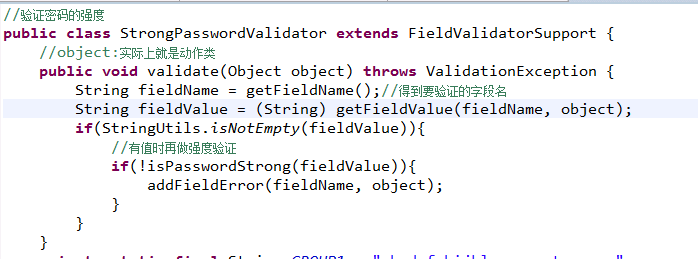 //验证密码的强度
public class StrongPasswordValidator extends FieldValidatorSupport {
//object:实际上就是动作类
public void validate(Object object) throws ValidationException {
String fieldName = getFieldName();//得到要验证的字段名
String fieldValue = (String) getFieldValue(fieldName, object);
if(StringUtils.isNotEmpty(fieldValue)){
//有值时再做强度验证
if(!isPasswordStrong(fieldValue)){
addFieldError(fieldName, object);
}
}
}